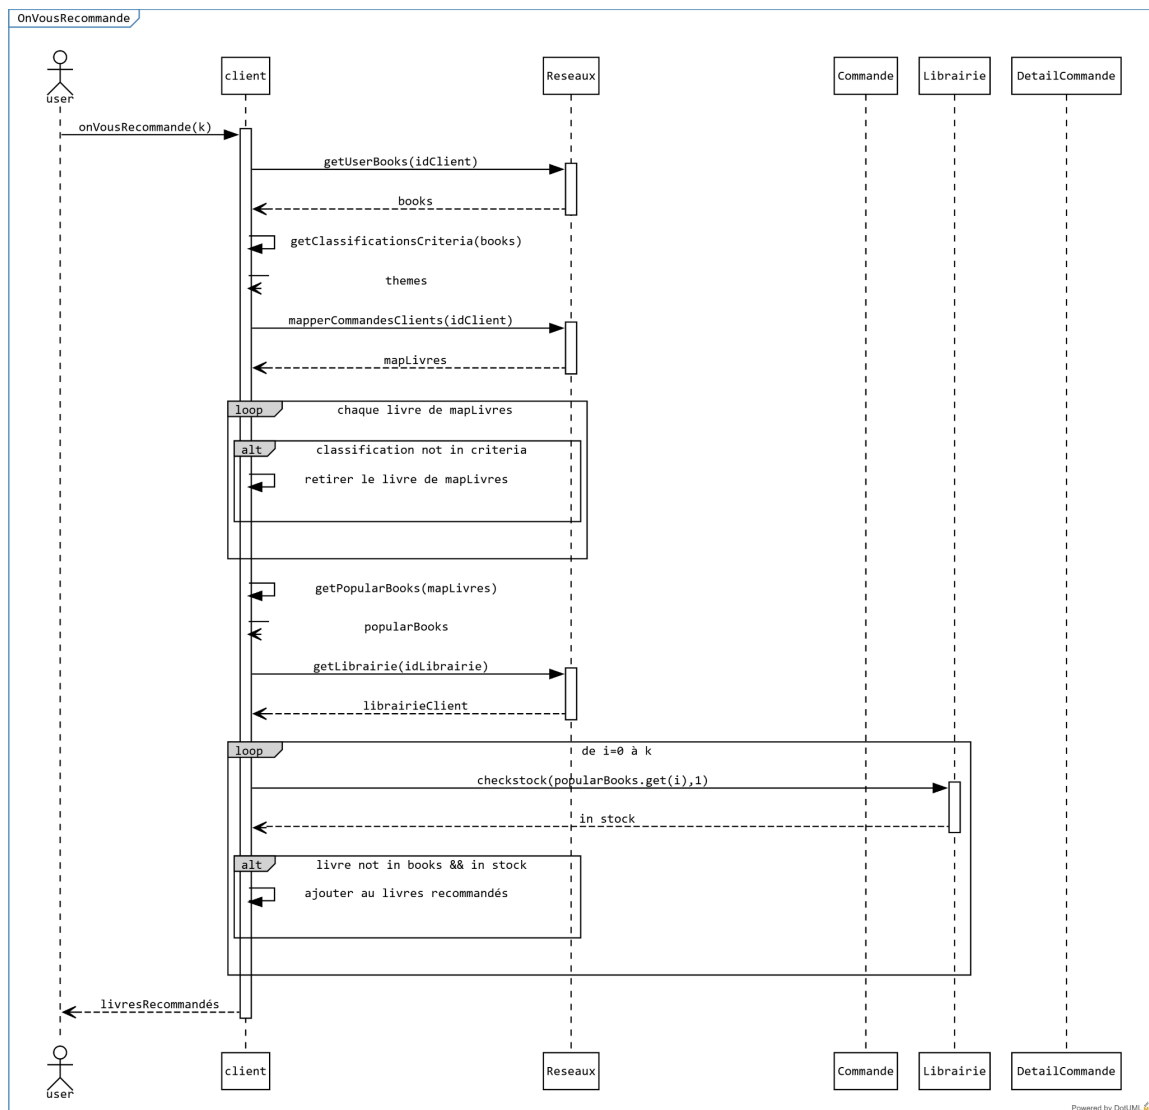 OnVousRecommande
user
client
Reseaux
Commande
Librairie
DetailCommande
onVousRecommande(k)
getUserBooks(idClient)
books
getClassificationsCriteria(books)
themes
mapperCommandesClients(idClient)
mapLivres
loop
chaque livre de mapLivres
alt
classification not in criteria
retirer le livre de mapLivres
getPopularBooks(mapLivres)
popularBooks
getLibrairie(idLibrairie)
librairieClient
loop
de i=0 à k
checkstock(popularBooks.get(i),1)
in stock
alt
livre not in books && in stock
ajouter au livres recommandés
livresRecommandés
user
client
Reseaux
Commande
Librairie
DetailCommande
Powered by DotUML